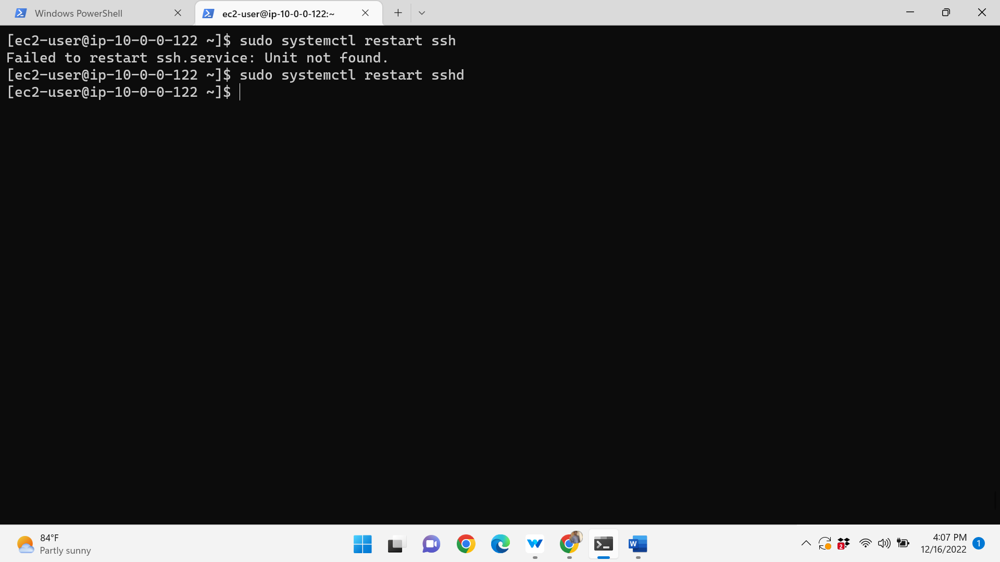 Windows PowerShell
ec2-user@ip-10-0-0-122:~
[ec2-user@ip-10-0-0-122 ~]$ sudo systemctl restart ssh
Failed to restart ssh.service: Unit not found.
[ec2-user@ip-10-0-0-122 ~]$ sudo systemctl restart sshd
[ec2-user@ip-10-0-0-122 ~]$
84°F
Partly sunny
W
2
4:07 PM
12/16/2022
1